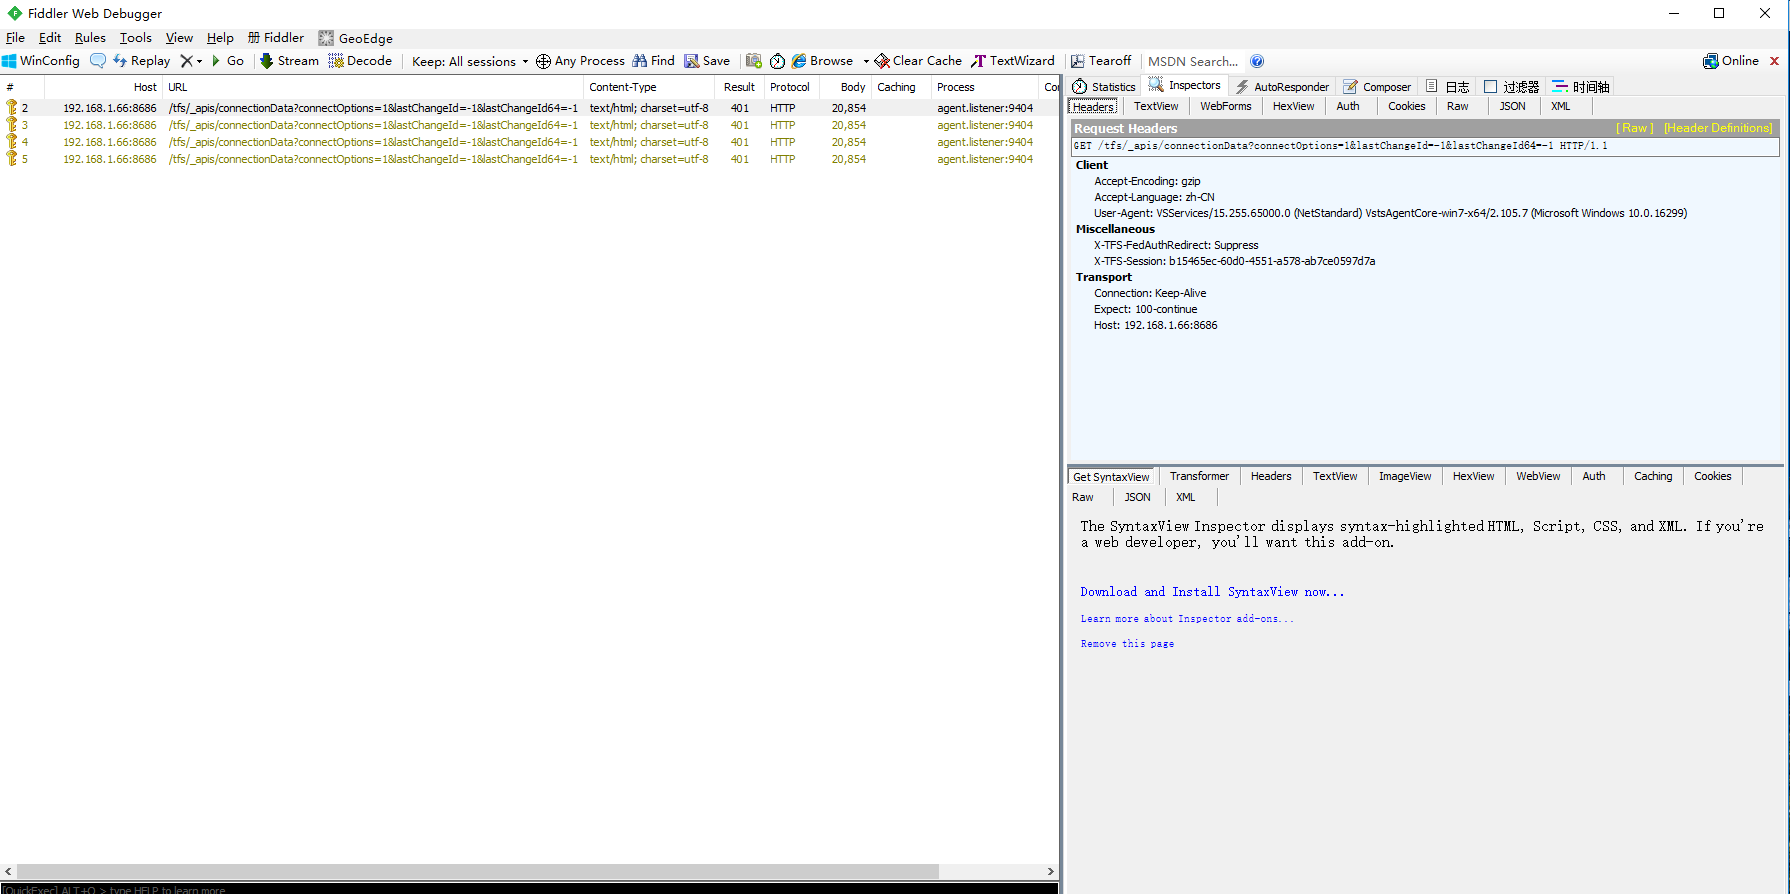 Fiddler Web Debugger
File Edit Rules Tools View Help 册 Fiddler GeoEdge
WinConfig Replay Go Stream Decode Keep: All sessions Any Process Find Save Browse Clear Cache TextWizard Tearoff MSDN Search... Online
# Host URL Content-Type Result Protocol Body Caching Process Cor
2 192.168.1.66:8686 /tfs/_apis/connectionData?connectOptions=1&lastChangeId=-1&lastChangeId64=-1 text/html; charset=utf-8 401 HTTP 20,854 agent.listener:9404
3 192.168.1.66:8686 /tfs/_apis/connectionData?connectOptions=1&lastChangeId=-1&lastChangeId64=-1 text/html; charset=utf-8 401 HTTP 20,854 agent.listener:9404
4 192.168.1.66:8686 /tfs/_apis/connectionData?connectOptions=1&lastChangeId=-1&lastChangeId64=-1 text/html; charset=utf-8 401 HTTP 20,854 agent.listener:9404
5 192.168.1.66:8686 /tfs/_apis/connectionData?connectOptions=1&lastChangeId=-1&lastChangeId64=-1 text/html; charset=utf-8 401 HTTP 20,854 agent.listener:9404
[QuickExec] ALT+Q > type HELP to learn more
Statistics Inspectors AutoResponder Composer 日志 过滤器 时间轴
Headers TextView WebForms HexView Auth Cookies Raw JSON XML
Request Headers [ Raw ] [Header Definitions]
GET /tfs/_apis/connectionData?connectOptions=1&lastChangeId=-1&lastChangeId64=-1 HTTP/1.1
Client
Accept-Encoding: gzip
Accept-Language: zh-CN
User-Agent: VSServices/15.255.65000.0 (NetStandard) VstsAgentCore-win7-x64/2.105.7 (Microsoft Windows 10.0.16299)
Miscellaneous
X-TFS-FedAuthRedirect: Suppress
X-TFS-Session: b15465ec-60d0-4551-a578-ab7ce0597d7a
Transport
Connection: Keep-Alive
Expect: 100-continue
Host: 192.168.1.66:8686
Get SyntaxView Transformer Headers TextView ImageView HexView WebView Auth Caching Cookies
Raw JSON XML
The SyntaxView Inspector displays syntax-highlighted HTML, Script, CSS, and XML. If you're
a web developer, you'll want this add-on.
Download and Install SyntaxView now...
Learn more about Inspector add-ons...
Remove this page